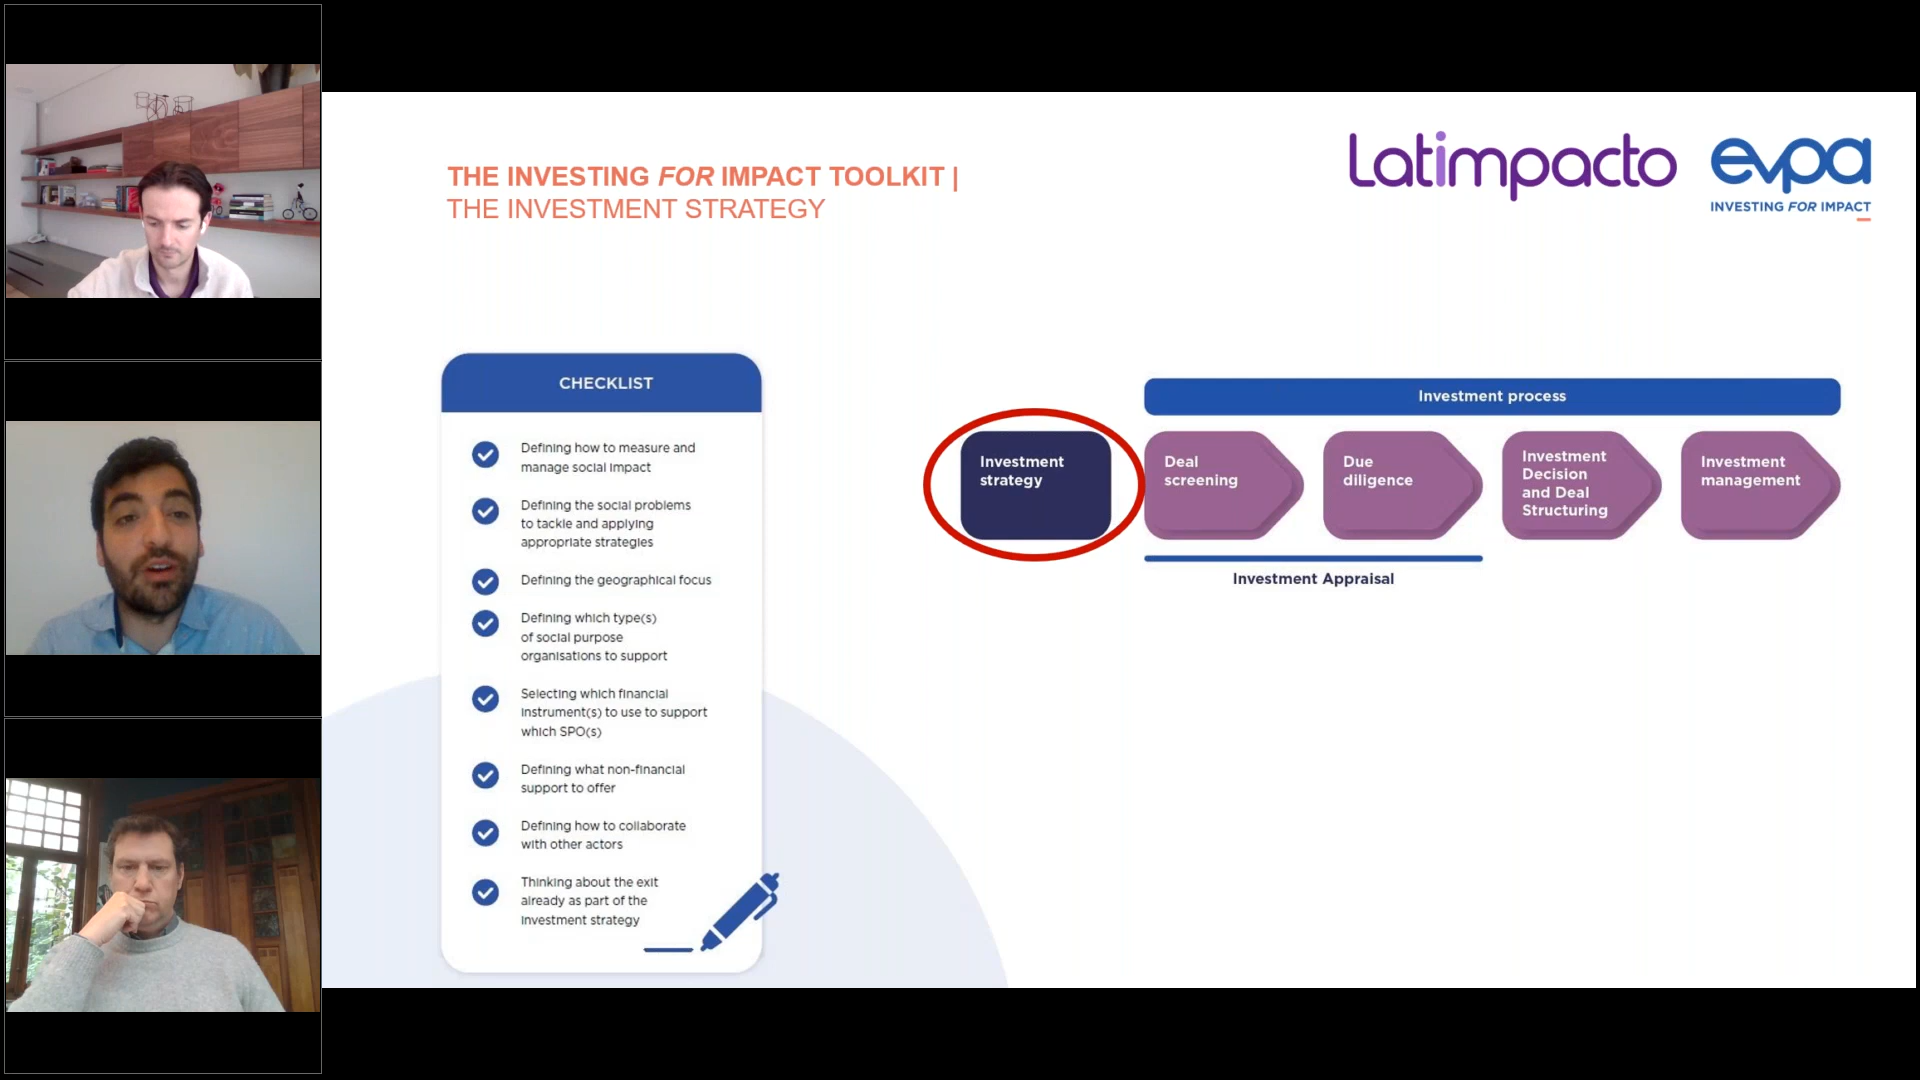 THE INVESTING FOR IMPACT TOOLKIT |
THE INVESTMENT STRATEGY
Latimpacto
evpa
INVESTING FOR IMPACT
CHECKLIST
Defining how to measure and
manage social impact
Defining the social problems
to tackle and applying
appropriate strategies
Defining the geographical focus
Defining which type(s)
of social purpose
organisations to support
Selecting which financial
instrument(s) to use to support
which SPO(s)
Defining what non-financial
support to offer
Defining how to collaborate
with other actors
Thinking about the exit
already as part of the
investment strategy
Investment process
Investment
strategy
Deal
screening
Due
diligence
Investment
Decision
and Deal
Structuring
Investment
management
Investment Appraisal